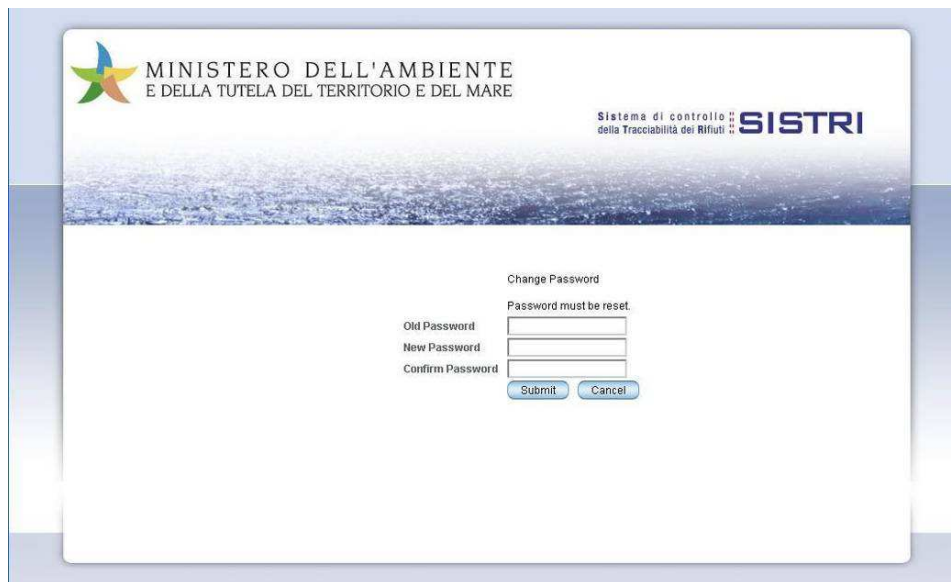 MINISTERO DELL'AMBIENTE
E DELLA TUTELA DEL TERRITORIO E DEL MARE
Sistema di controllo
della Tracciabilità dei Rifiuti
SISTRI
Change Password
Password must be reset.
Old Password
New Password
Confirm Password
Submit Cancel